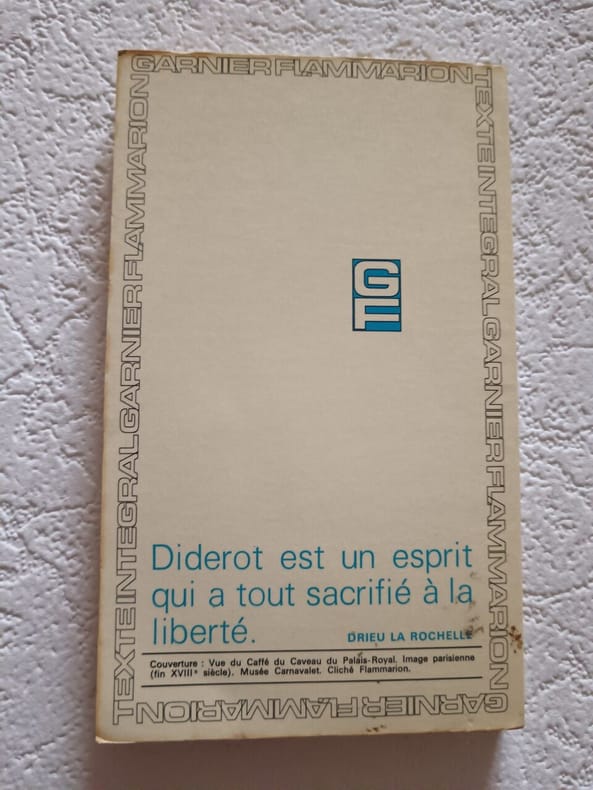 GARNIER FLAMMARION
TEXTE INTEGRAL GARNIER FLAMMARION
TEXTE INTEGRAL GARNIER FLAMMARION
GF
Diderot est un esprit
qui a tout sacrifié à la
liberté.
DRIEU LA ROCHELLE
Couverture : Vue du Caffé du Caveau du Palais-Royal. Image parisienne
(fin XVIIIe siècle). Musée Carnavalet. Cliché Flammarion.
GARNIER FLAMMARION